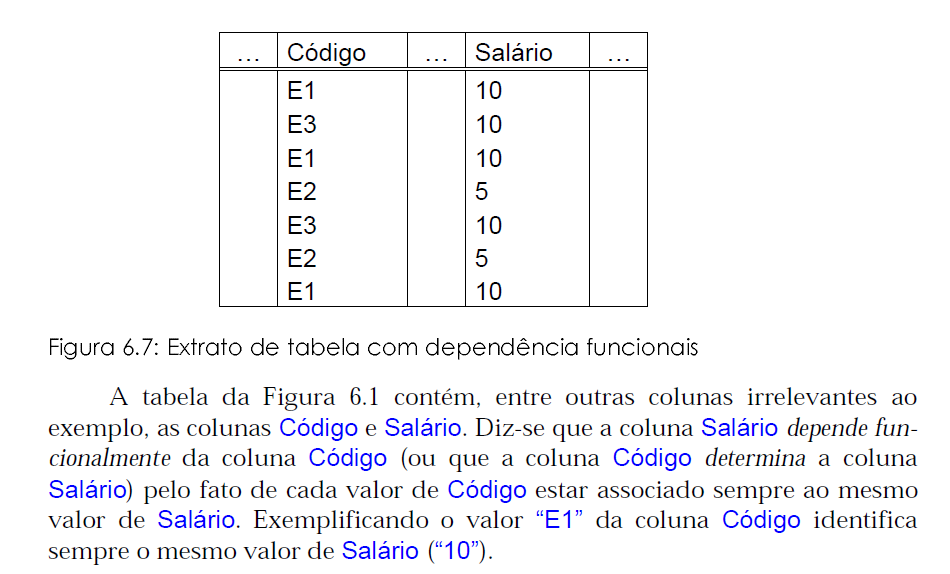 ... Código ... Salário ...
E1 10
E3 10
E1 10
E2 5
E3 10
E2 5
E1 10
Figura 6.7: Extrato de tabela com dependência funcionais
A tabela da Figura 6.1 contém, entre outras colunas irrelevantes ao
exemplo, as colunas Código e Salário. Diz-se que a coluna Salário depende fun-
cionalmente da coluna Código (ou que a coluna Código determina a coluna
Salário) pelo fato de cada valor de Código estar associado sempre ao mesmo
valor de Salário. Exemplificando o valor “E1” da coluna Código identifica
sempre o mesmo valor de Salário (“10”).